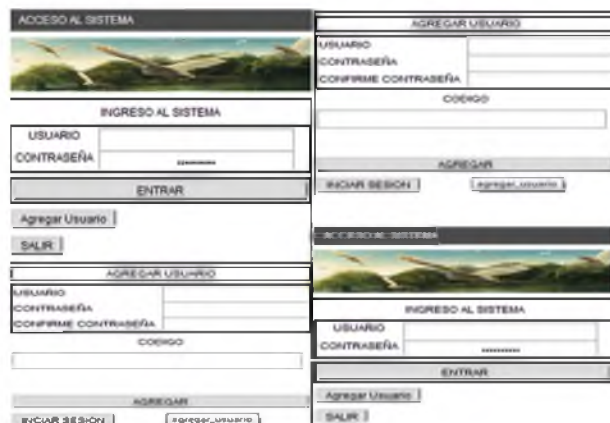 ACCESO AL SISTEMA
INGRESO AL SISTEMA
USUARIO
CONTRASEÑA
ENTRAR
Agregar Usuario
SALIR
AGREGAR USUARIO
USUARIO
CONTRASEÑA
CONFIRME CONTRASEÑA
CODIGO
AGREGAR
INCIAR SESION
agregar_usuario
AGREGAR USUARIO
USUARIO
CONTRASEÑA
CONFIRME CONTRASEÑA
CODIGO
AGREGAR
INCIAR SESION
agregar_usuario
ACCESO AL SISTEMA
INGRESO AL SISTEMA
USUARIO
CONTRASEÑA
ENTRAR
Agregar Usuario
SALIR